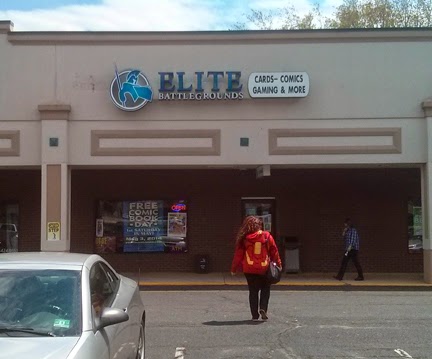 ELITE
BATTLEGROUNDS
CARDS - COMICS
GAMING & MORE
FREE
COMIC
BOOK
DAY
OPEN